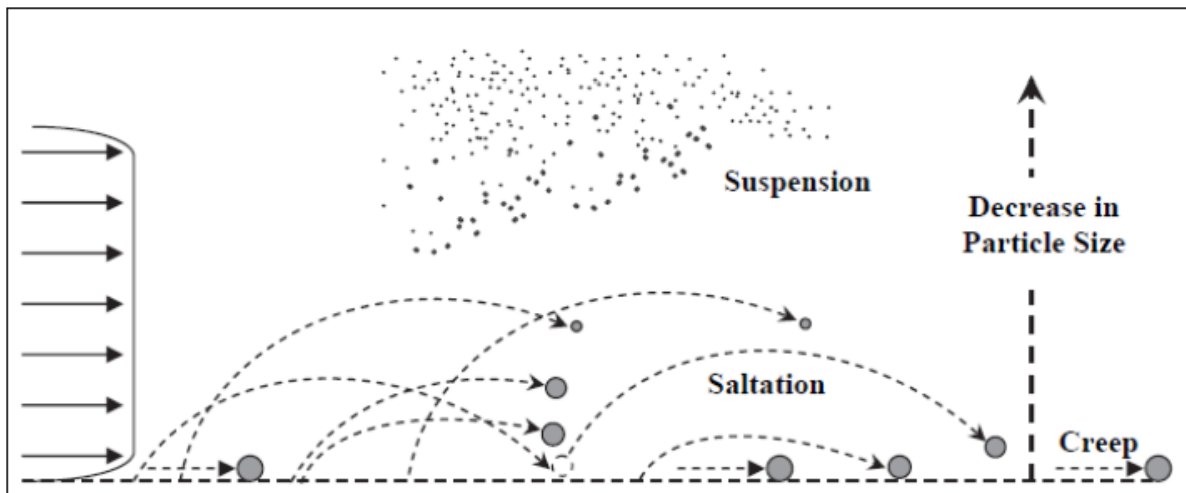 Suspension
Decrease in
Particle Size
Saltation
Creep